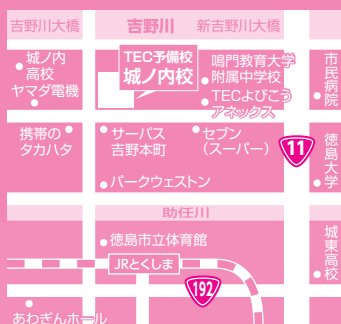 吉野川大橋
吉野川
新吉野川大橋
城ノ内
高校
ヤマダ電機
TEC予備校
城ノ内校
鳴門教育大学
附属中学校
TECよびこう
アネックス
市民病院
携帯の
タカハタ
サーパス
吉野本町
セブン
(スーパー)
11
徳島大学
パークウェストン
助任川
徳島市立体育館
城東高校
JRとくしま
192
あわぎんホール